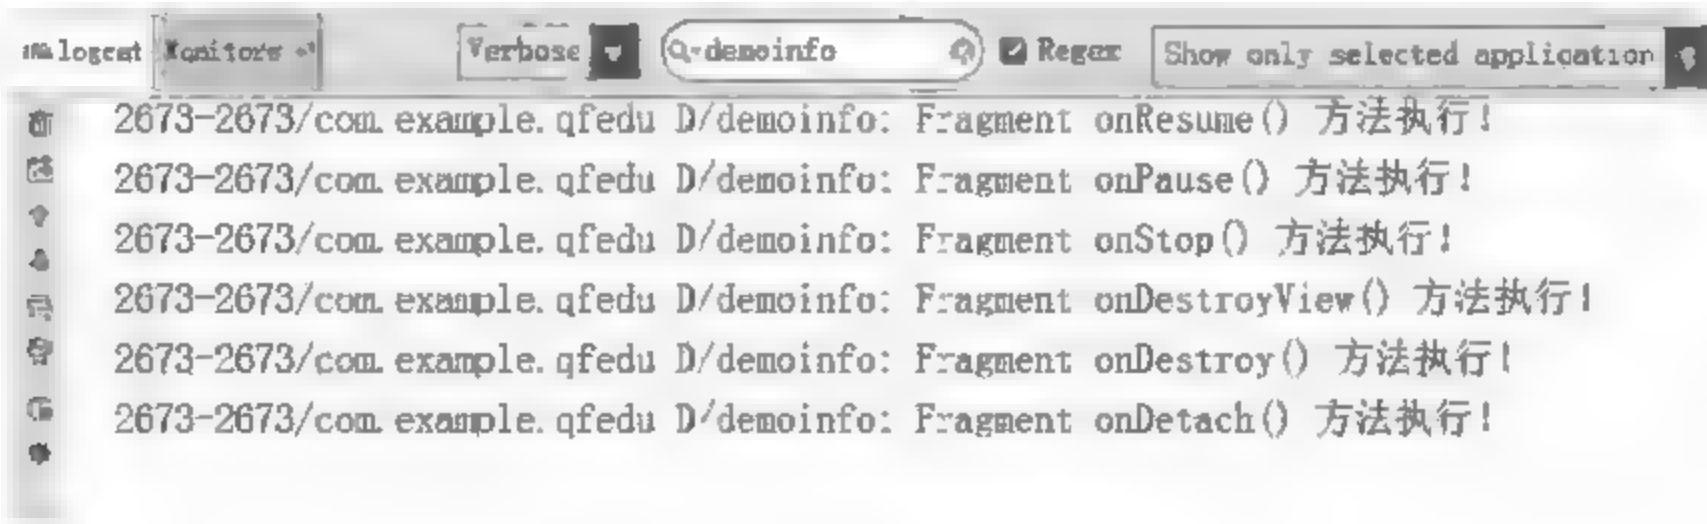 logcat Monitors Verbose demoinfo Regex Show only selected application
2673-2673/com.example.qfedu D/demoinfo: Fragment onResume() 方法执行!
2673-2673/com.example.qfedu D/demoinfo: Fragment onPause() 方法执行!
2673-2673/com.example.qfedu D/demoinfo: Fragment onStop() 方法执行!
2673-2673/com.example.qfedu D/demoinfo: Fragment onDestroyView() 方法执行!
2673-2673/com.example.qfedu D/demoinfo: Fragment onDestroy() 方法执行!
2673-2673/com.example.qfedu D/demoinfo: Fragment onDetach() 方法执行!